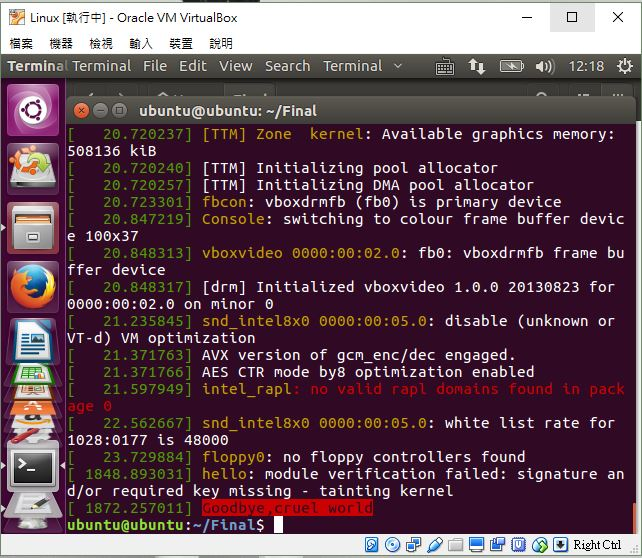 Linux [執行中] - Oracle VM VirtualBox
檔案 機器 檢視 輸入 裝置 說明
Terminal Terminal File Edit View Search Terminal 12:18
ubuntu@ubuntu: ~/Final
[   20.720237] [TTM] Zone  kernel: Available graphics memory:
508136 kiB
[   20.720240] [TTM] Initializing pool allocator
[   20.720257] [TTM] Initializing DMA pool allocator
[   20.723301] fbcon: vboxdrmfb (fb0) is primary device
[   20.847219] Console: switching to colour frame buffer devic
e 100x37
[   20.848313] vboxvideo 0000:00:02.0: fb0: vboxdrmfb frame bu
ffer device
[   20.848317] [drm] Initialized vboxvideo 1.0.0 20130823 for
0000:00:02.0 on minor 0
[   21.235845] snd_intel8x0 0000:00:05.0: disable (unknown or
VT-d) VM optimization
[   21.371763] AVX version of gcm_enc/dec engaged.
[   21.371766] AES CTR mode by8 optimization enabled
[   21.597949] intel_rapl: no valid rapl domains found in pack
age 0
[   22.562667] snd_intel8x0 0000:00:05.0: white list rate for
1028:0177 is 48000
[   23.729884] floppy0: no floppy controllers found
[ 1848.893031] hello: module verification failed: signature an
d/or required key missing - tainting kernel
[ 1872.257011] Goodbye,cruel world
ubuntu@ubuntu:~/Final$
Right Ctrl